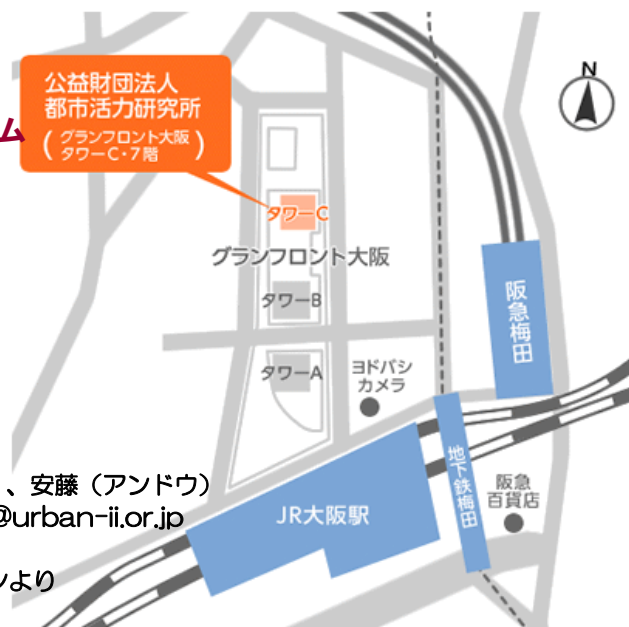 公益財団法人
都市活力研究所
( グランフロント大阪
タワーC・7階 )
N
ム
タワーC
グランフロント大阪
タワーB
タワーA
ヨドバシ
カメラ
阪急梅田
地下鉄梅田
阪急
百貨店
JR大阪駅
、安藤（アンドウ）
@urban-ii.or.jp
ンより